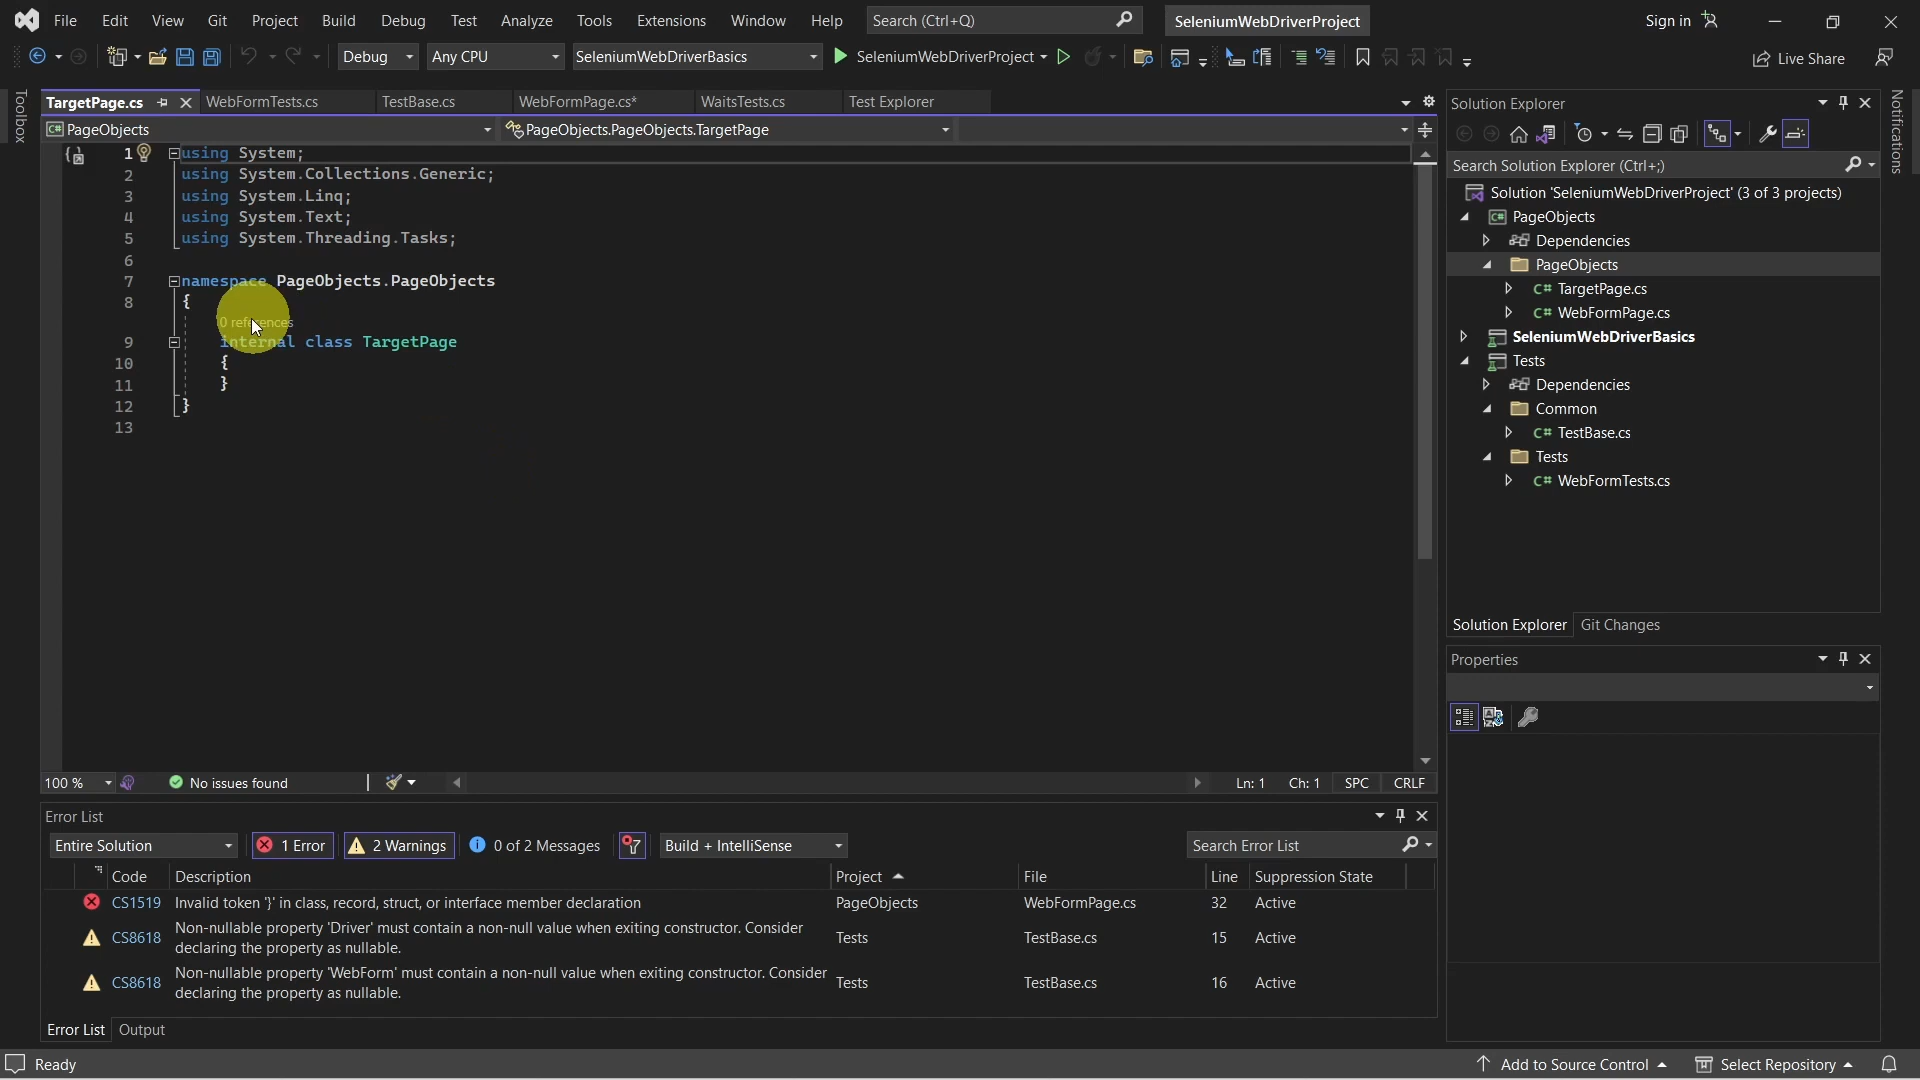 File Edit View Git Project Build Debug Test Analyze Tools Extensions Window Help Search (Ctrl+Q) SeleniumWebDriverProject Sign in
Debug Any CPU SeleniumWebDriverBasics SeleniumWebDriverProject Live Share
Toolbox
TargetPage.cs WebFormTests.cs TestBase.cs WebFormPage.cs* WaitsTests.cs Test Explorer
C# PageObjects PageObjects.PageObjects.TargetPage
1 using System;
2 using System.Collections.Generic;
3 using System.Linq;
4 using System.Text;
5 using System.Threading.Tasks;
6
7 namespace PageObjects.PageObjects
8 {
0 references
9 internal class TargetPage
10 {
11 }
12 }
13
100 % No issues found Ln: 1 Ch: 1 SPC CRLF
Error List
Entire Solution 1 Error 2 Warnings 0 of 2 Messages Build + IntelliSense Search Error List
Code Description Project File Line Suppression State
CS1519 Invalid token '}' in class, record, struct, or interface member declaration PageObjects WebFormPage.cs 32 Active
CS8618 Non-nullable property 'Driver' must contain a non-null value when exiting constructor. Consider declaring the property as nullable. Tests TestBase.cs 15 Active
CS8618 Non-nullable property 'WebForm' must contain a non-null value when exiting constructor. Consider declaring the property as nullable. Tests TestBase.cs 16 Active
Error List Output
Solution Explorer
Search Solution Explorer (Ctrl+;)
Solution 'SeleniumWebDriverProject' (3 of 3 projects)
C# PageObjects
Dependencies
PageObjects
C# TargetPage.cs
C# WebFormPage.cs
SeleniumWebDriverBasics
Tests
Dependencies
Common
C# TestBase.cs
Tests
C# WebFormTests.cs
Solution Explorer Git Changes
Properties
Notifications
Ready Add to Source Control Select Repository